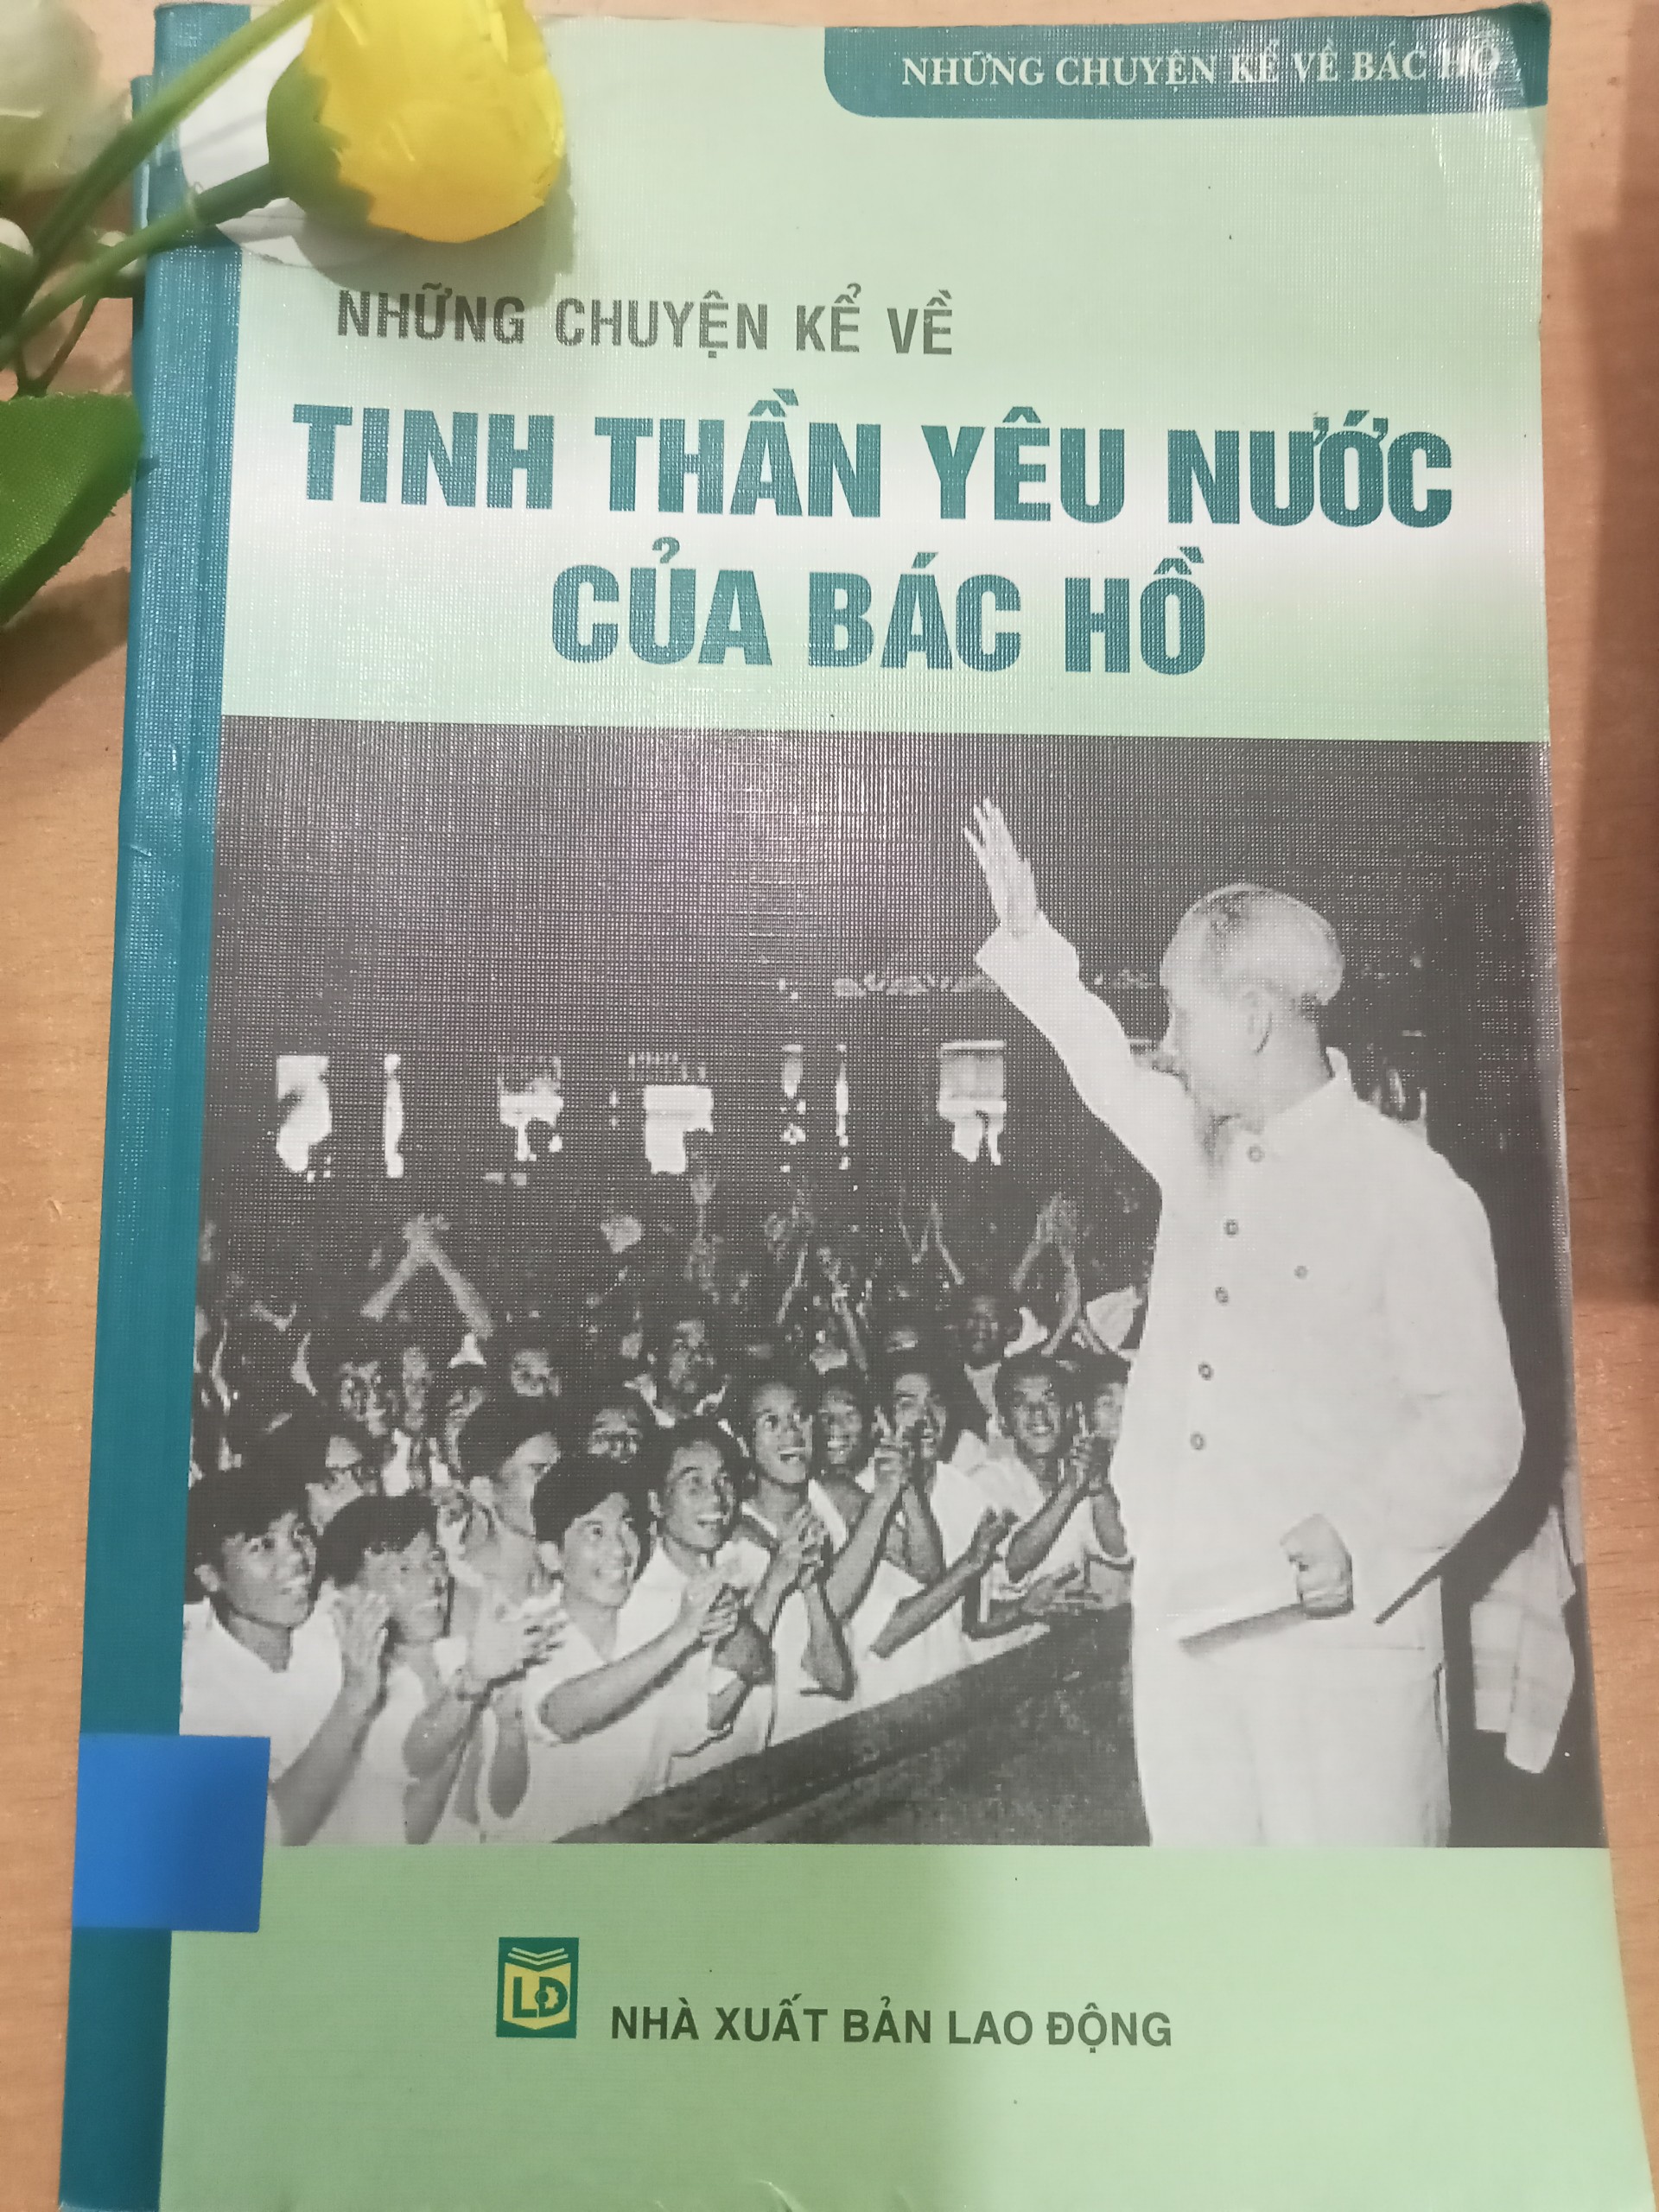 NHỮNG CHUYỆN KỂ VỀ BÁC HỒ
NHỮNG CHUYỆN KỂ VỀ
TINH THẦN YÊU NƯỚC
CỦA BÁC HỒ
LĐ
NHÀ XUẤT BẢN LAO ĐỘNG